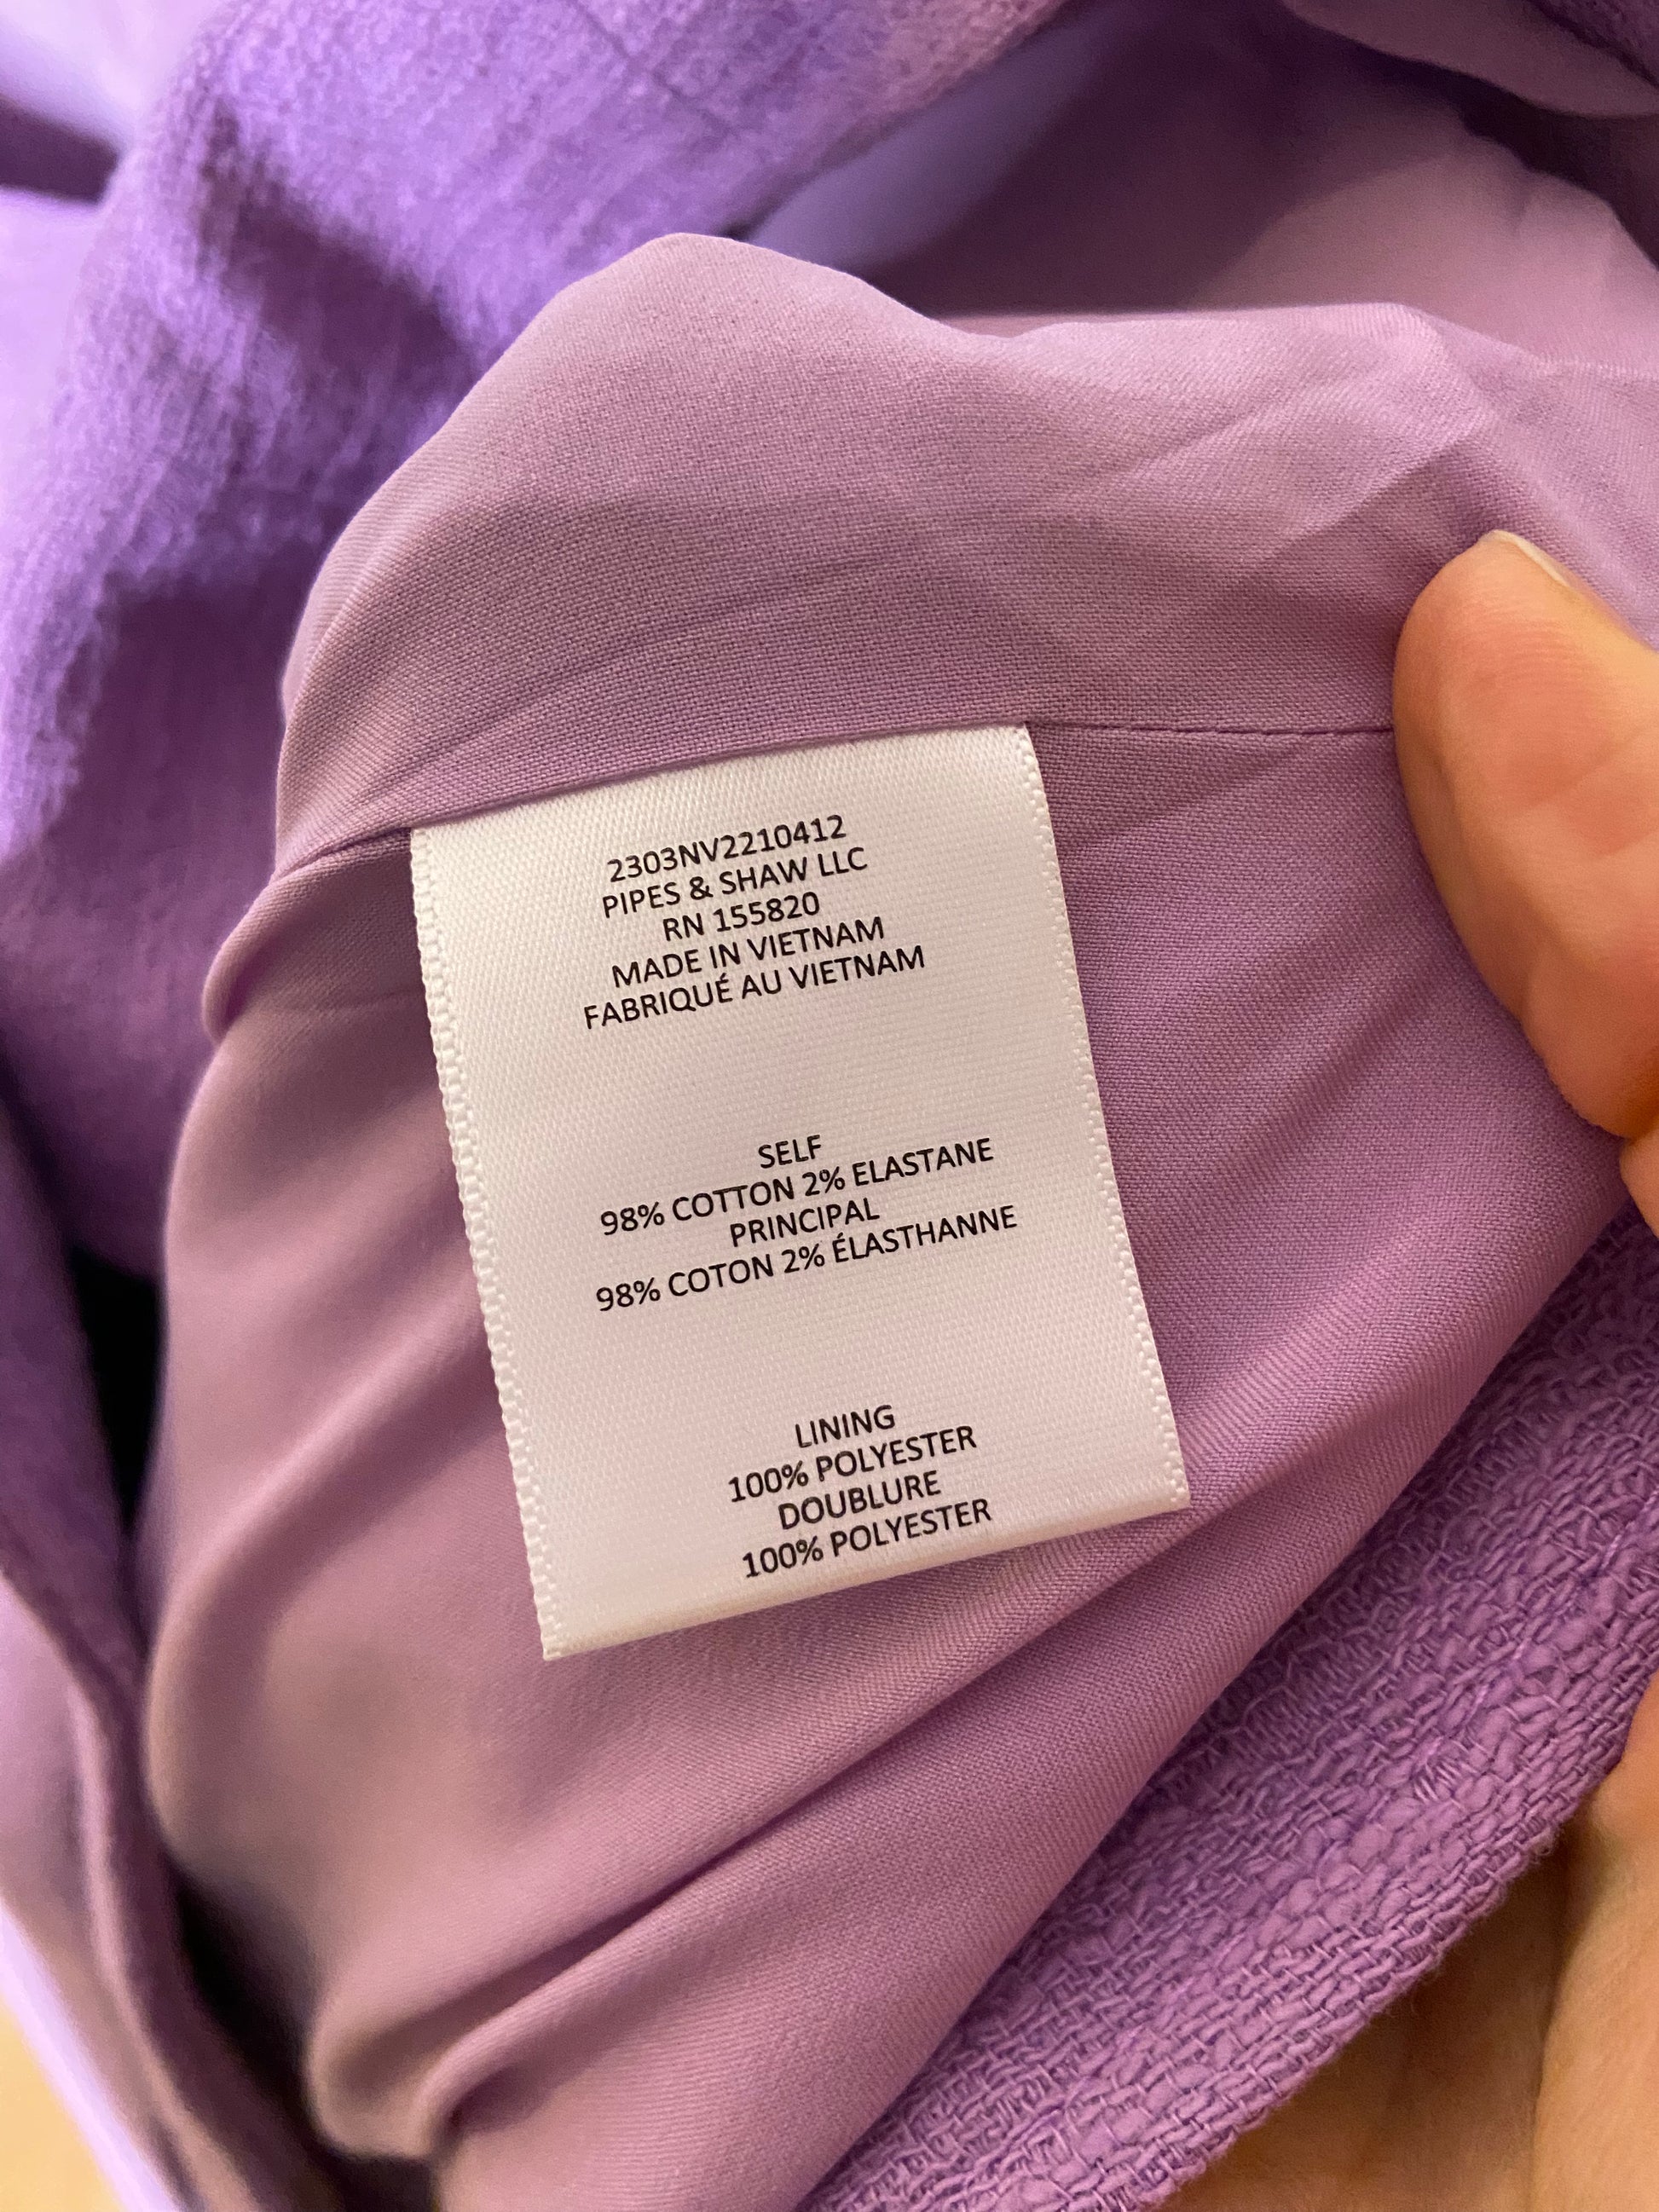 2303NV2210412
PIPES & SHAW LLC
RN 155820
MADE IN VIETNAM
FABRIQUÉ AU VIETNAM
SELF
98% COTTON 2% ELASTANE
PRINCIPAL
98% COTON 2% ÉLASTHANNE
LINING
100% POLYESTER
DOUBLURE
100% POLYESTER